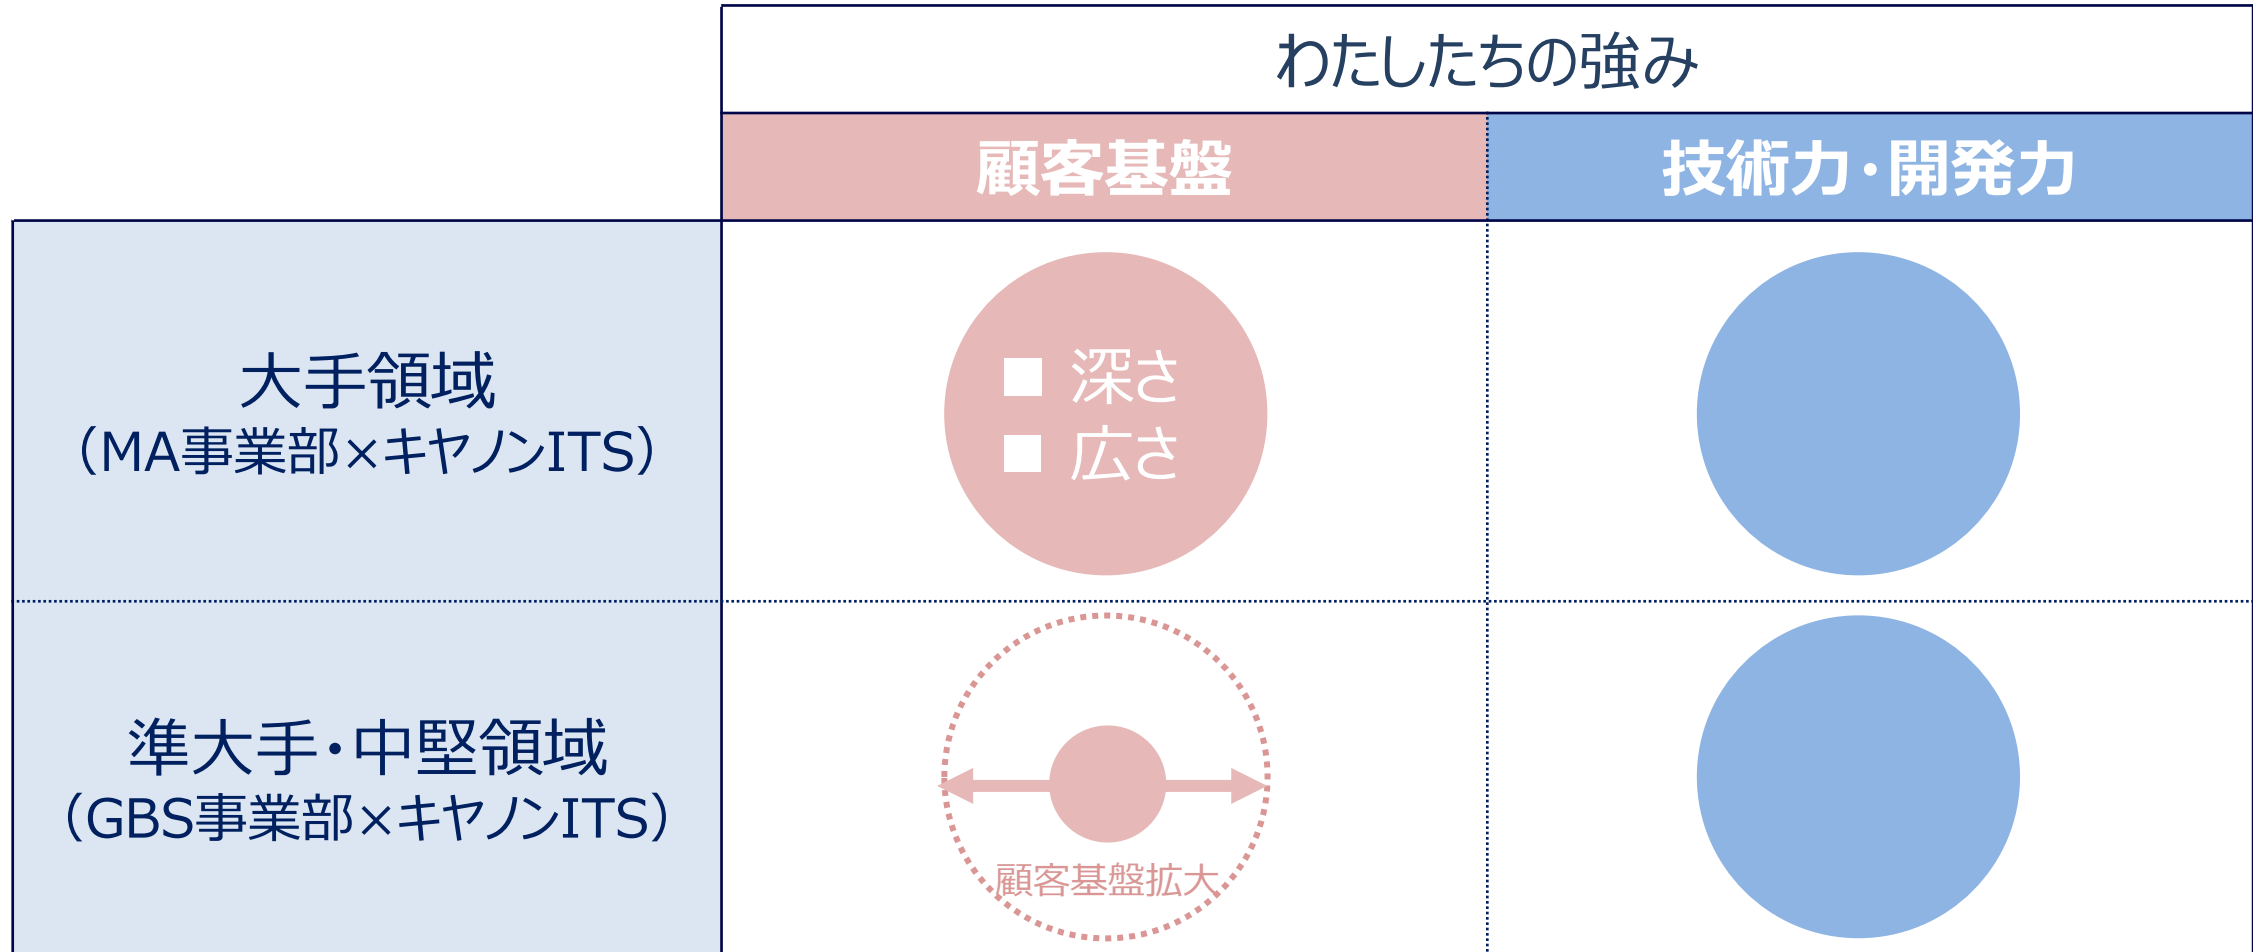 わたしたちの強み
顧客基盤
技術力・開発力
大手領域
（MA事業部×キヤノンITS）
■ 深さ
■ 広さ
準大手・中堅領域
（GBS事業部×キヤノンITS）
顧客基盤拡大